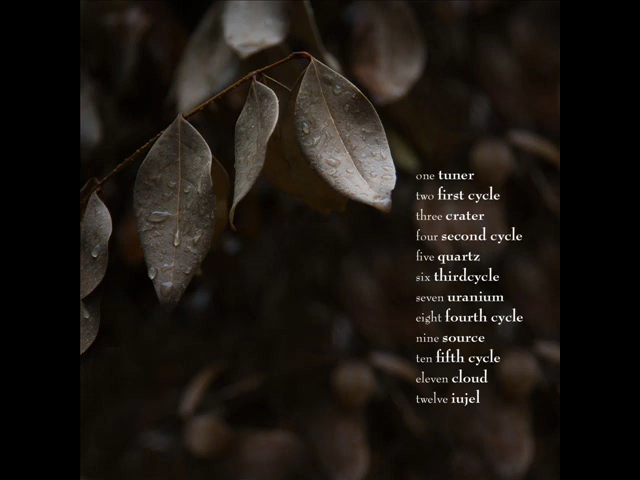 one tuner
two first cycle
three crater
four second cycle
five quartz
six thirdcycle
seven uranium
eight fourth cycle
nine source
ten fifth cycle
eleven cloud
twelve iujel